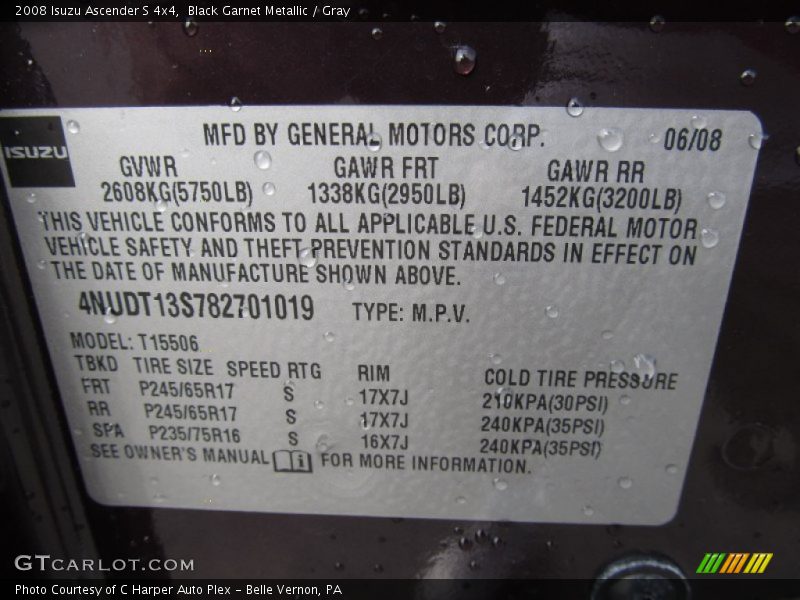 2008 Isuzu Ascender S 4x4,  Black Garnet Metallic / Gray
MFD BY GENERAL MOTORS CORP. 06/08
ISUZU
GVWR GAWR FRT GAWR RR
2608KG(5750LB) 1338KG(2950LB) 1452KG(3200LB)
THIS VEHICLE CONFORMS TO ALL APPLICABLE U.S. FEDERAL MOTOR
VEHICLE SAFETY AND THEFT PREVENTION STANDARDS IN EFFECT ON
THE DATE OF MANUFACTURE SHOWN ABOVE.
4NUDT13S782701019 TYPE: M.P.V.
MODEL: T15506
TBKD TIRE SIZE SPEED RTG RIM COLD TIRE PRESSURE
FRT P245/65R17 S 17X7J 210KPA(30PSI)
RR P245/65R17 S 17X7J 240KPA(35PSI)
SPA P235/75R16 S 16X7J 240KPA(35PSI)
SEE OWNER'S MANUAL FOR MORE INFORMATION.
GTCARLOT.COM
Photo Courtesy of C Harper Auto Plex - Belle Vernon, PA